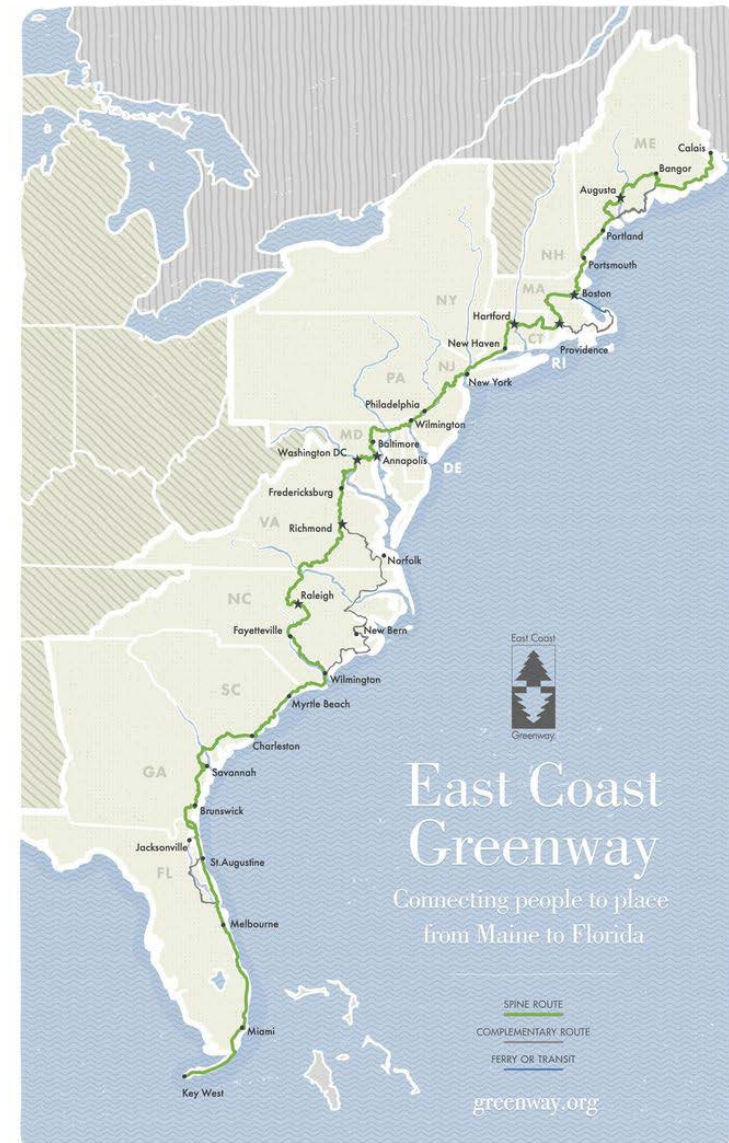 Calais
ME
Bangor
Augusta
Portland
NH
Portsmouth
MA
Boston
NY
Hartford
CT
New Haven
Providence
RI
NJ
PA
New York
Philadelphia
Wilmington
MD
Baltimore
Washington DC
Annapolis
DE
Fredericksburg
VA
Richmond
Norfolk
NC
Raleigh
Fayetteville
New Bern
Wilmington
SC
Myrtle Beach
Charleston
GA
Savannah
Brunswick
Jacksonville
St.Augustine
FL
Melbourne
Miami
Key West
East Coast
Greenway
East Coast
Greenway
Connecting people to place
from Maine to Florida
SPINE ROUTE
COMPLEMENTARY ROUTE
FERRY OR TRANSIT
greenway.org